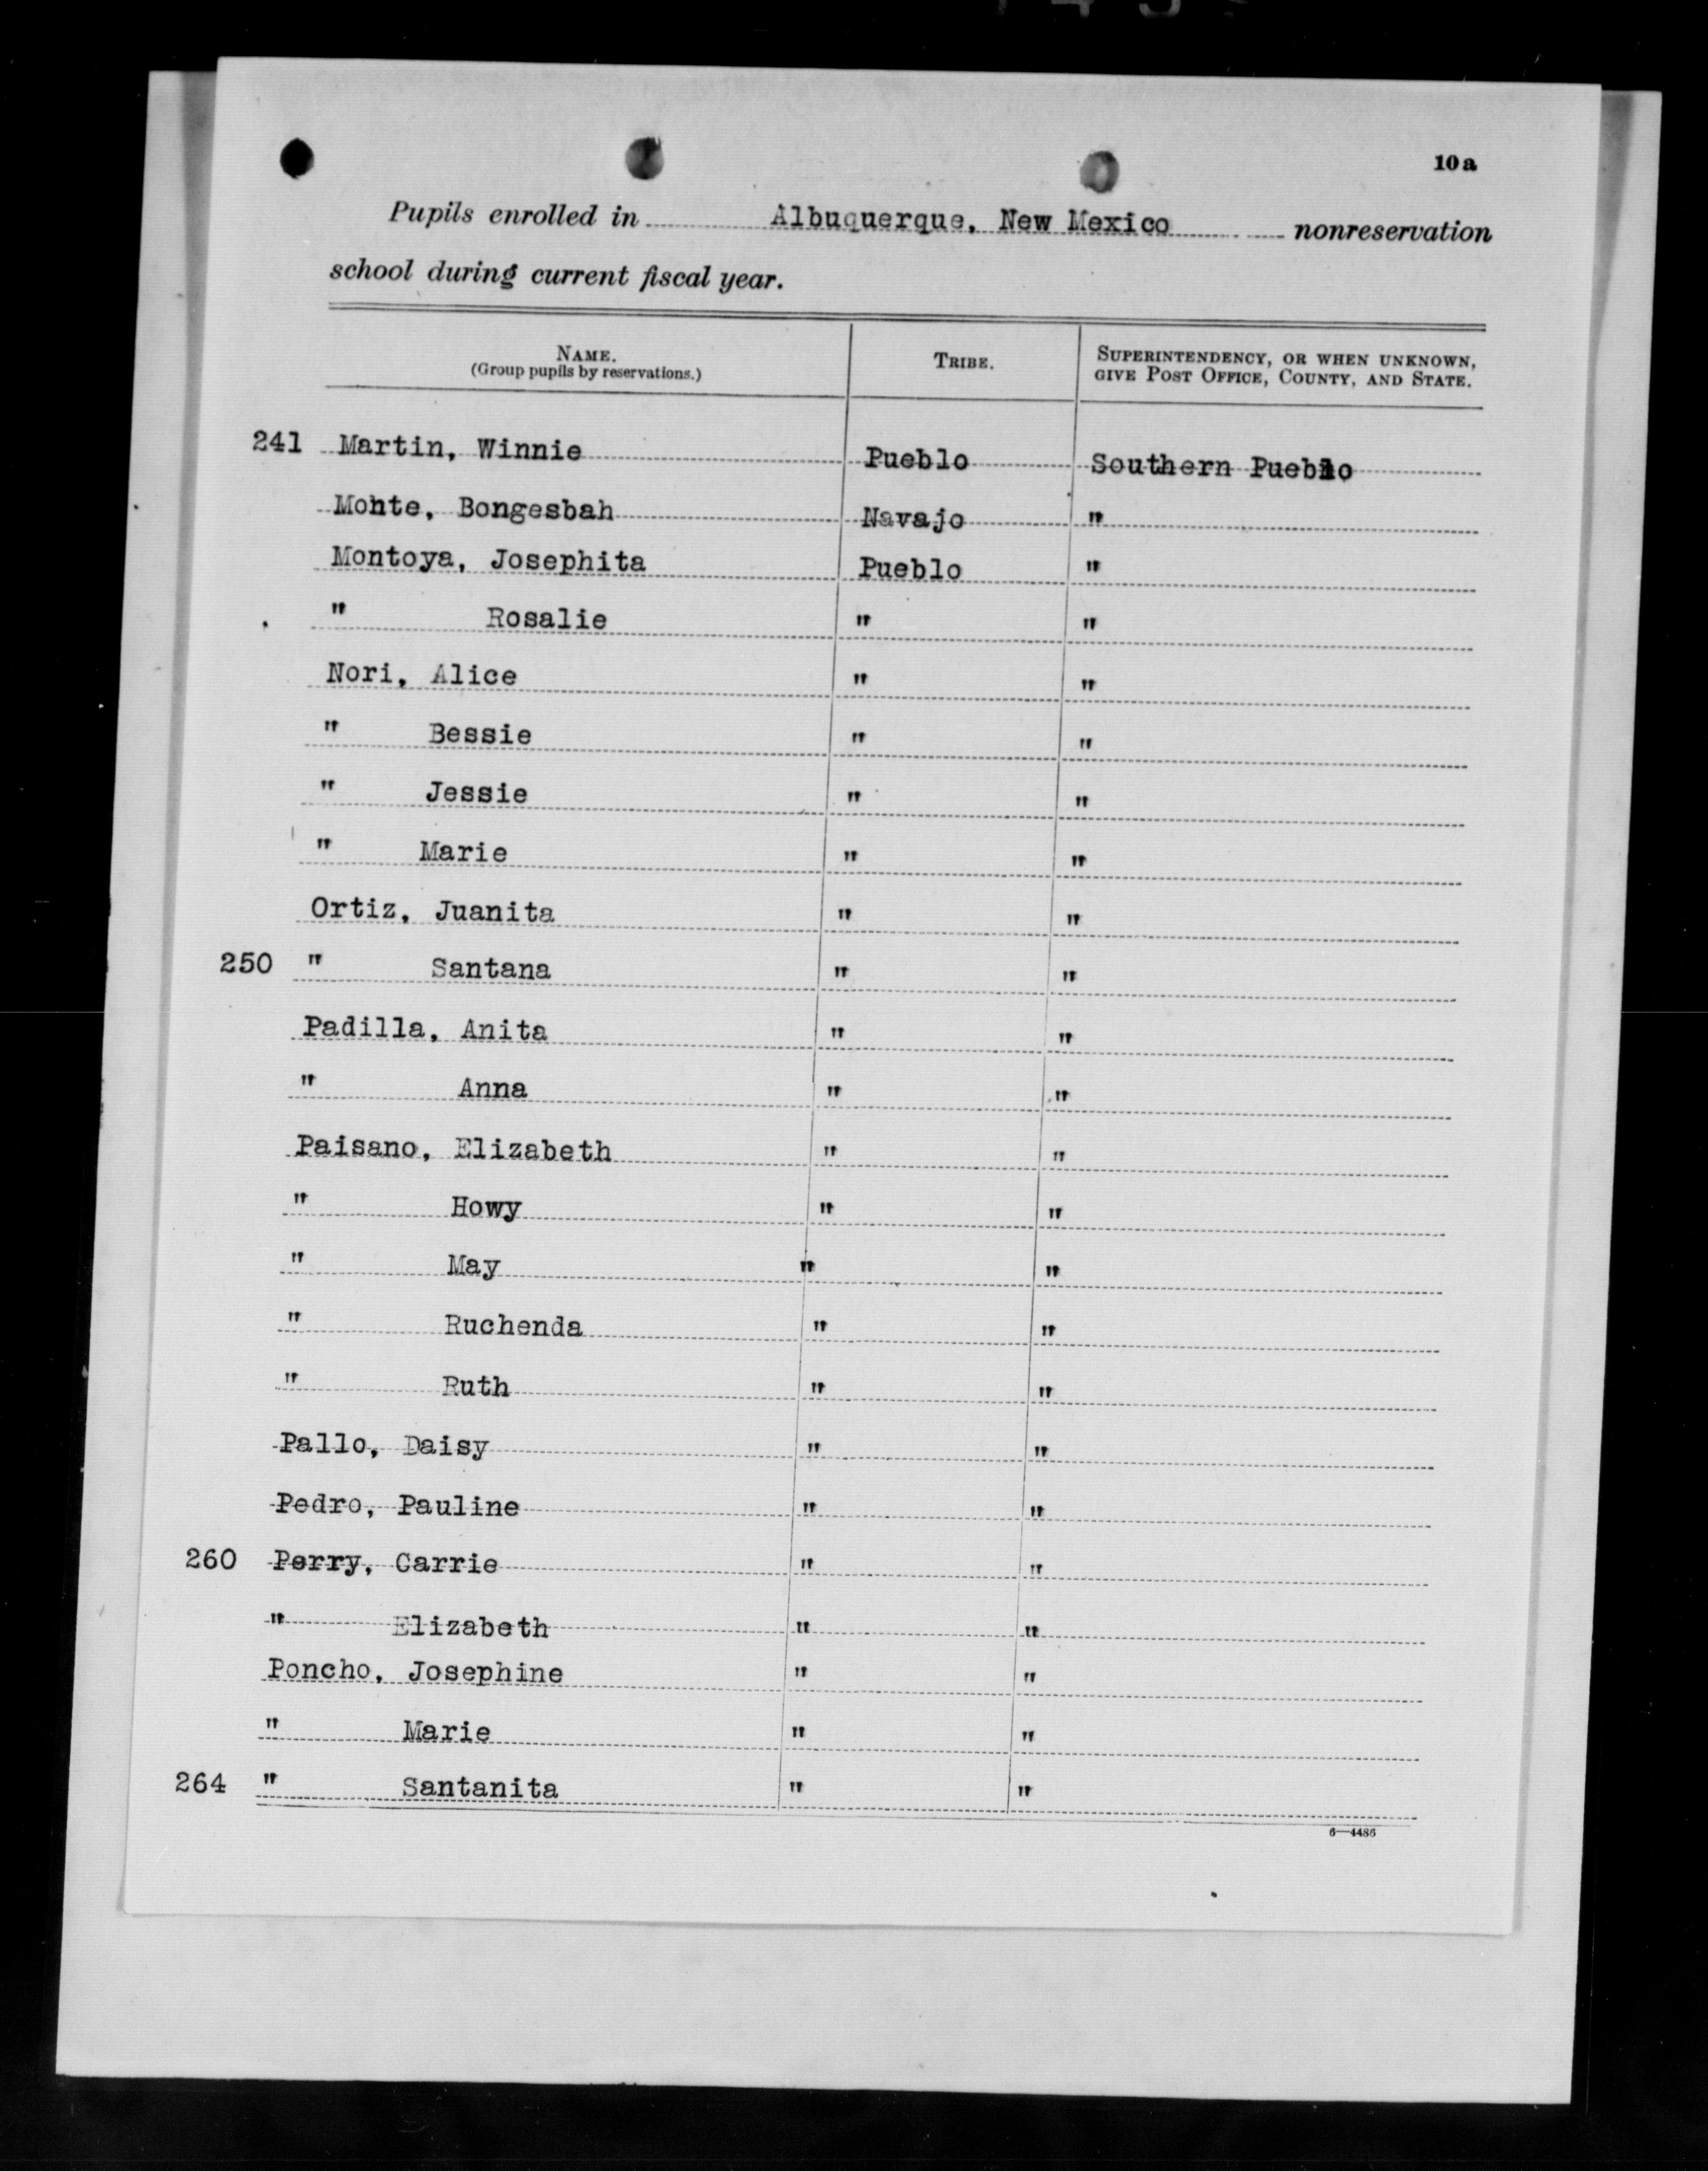 10a
Pupils enrolled in Albuquerque, New Mexico nonreservation
school during current fiscal year.
NAME. TRIBE. SUPERINTENDENCY, OR WHEN UNKNOWN,
(Group pupils by reservations.) GIVE POST OFFICE, COUNTY, AND STATE.
241 Martin, Winnie Pueblo Southern Pueblo
Monte, Bongesbah Navajo "
Montoya, Josephita Pueblo "
" Rosalie " "
Nori, Alice " "
" Bessie " "
" Jessie " "
" Marie " "
Ortiz, Juanita " "
250 " Santana " "
Padilla, Anita " "
" Anna " "
Paisano, Elizabeth " "
" Howy " "
" May " "
" Ruchenda " "
" Ruth " "
Pallo, Daisy " "
Pedro, Pauline " "
260 Perry, Carrie " "
" Elizabeth " "
Poncho, Josephine " "
" Marie " "
264 " Santanita " "
6—4486